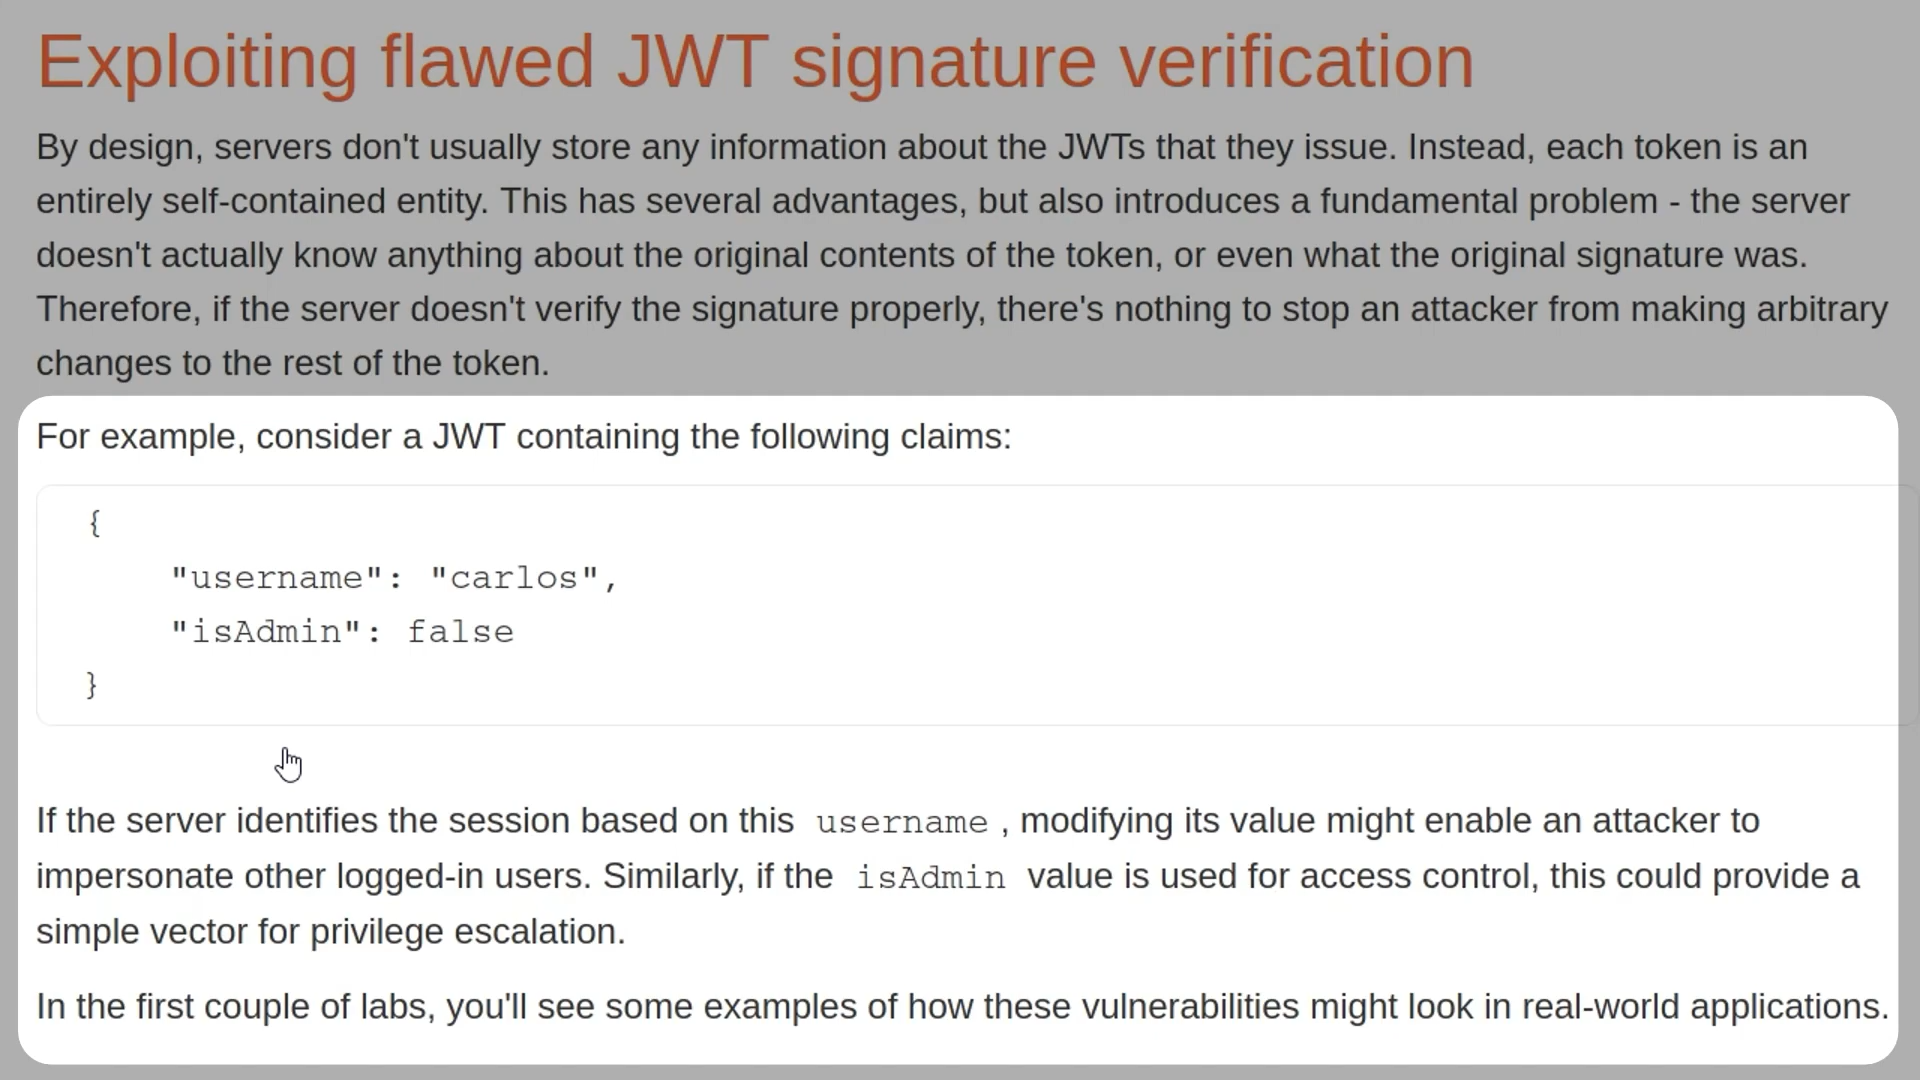 Exploiting flawed JWT signature verification
By design, servers don't usually store any information about the JWTs that they issue. Instead, each token is an
entirely self-contained entity. This has several advantages, but also introduces a fundamental problem - the server
doesn't actually know anything about the original contents of the token, or even what the original signature was.
Therefore, if the server doesn't verify the signature properly, there's nothing to stop an attacker from making arbitrary
changes to the rest of the token.
For example, consider a JWT containing the following claims:
{
"username": "carlos",
"isAdmin": false
}
If the server identifies the session based on this username , modifying its value might enable an attacker to
impersonate other logged-in users. Similarly, if the isAdmin value is used for access control, this could provide a
simple vector for privilege escalation.
In the first couple of labs, you'll see some examples of how these vulnerabilities might look in real-world applications.